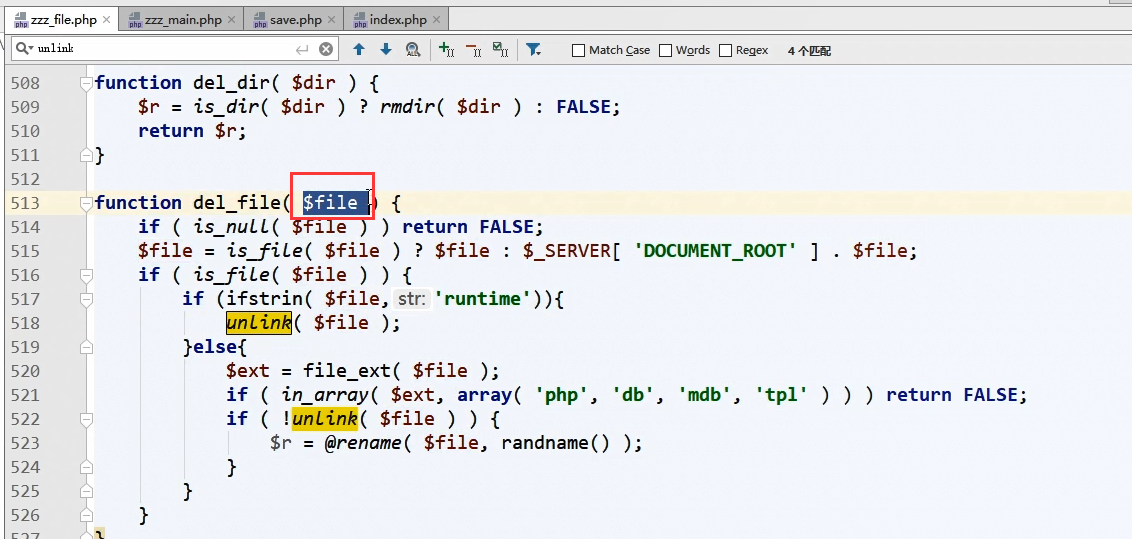 zzz_file.php zzz_main.php save.php index.php
unlink Match Case Words Regex 4 个匹配
508 function del_dir( $dir ) {
509 $r = is_dir( $dir ) ? rmdir( $dir ) : FALSE;
510 return $r;
511 }
512
513 function del_file( $file ) {
514 if ( is_null( $file ) ) return FALSE;
515 $file = is_file( $file ) ? $file : $_SERVER[ 'DOCUMENT_ROOT' ] . $file;
516 if ( is_file( $file ) ) {
517 if (ifstrin( $file, str: 'runtime')){
518 unlink( $file );
519 }else{
520 $ext = file_ext( $file );
521 if ( in_array( $ext, array( 'php', 'db', 'mdb', 'tpl' ) ) ) return FALSE;
522 if ( !unlink( $file ) ) {
523 $r = @rename( $file, randname() );
524 }
525 }
526 }
527 }